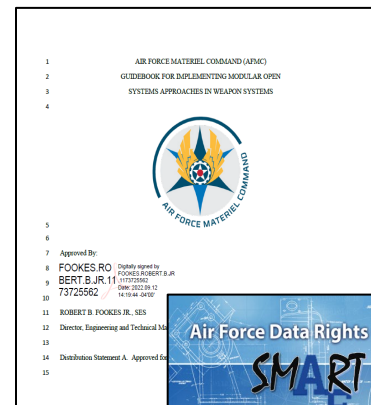 1 AIR FORCE MATERIEL COMMAND (AFMC)
2 GUIDEBOOK FOR IMPLEMENTING MODULAR OPEN
3 SYSTEMS APPROACHES IN WEAPON SYSTEMS
4
AIR FORCE MATERIEL COMMAND
5
6
7 Approved By:
8 FOOKES.RO
9 BERT.B.JR.11
10 73725562
Digitally signed by
FOOKES.ROBERT.B.JR
.1173725562
Date: 2022.09.12
14:19:44 -04'00'
11 ROBERT B. FOOKES JR., SES
12 Director, Engineering and Technical Ma
13
14 Distribution Statement A. Approved fo
15
Air Force Data Rights
SMART